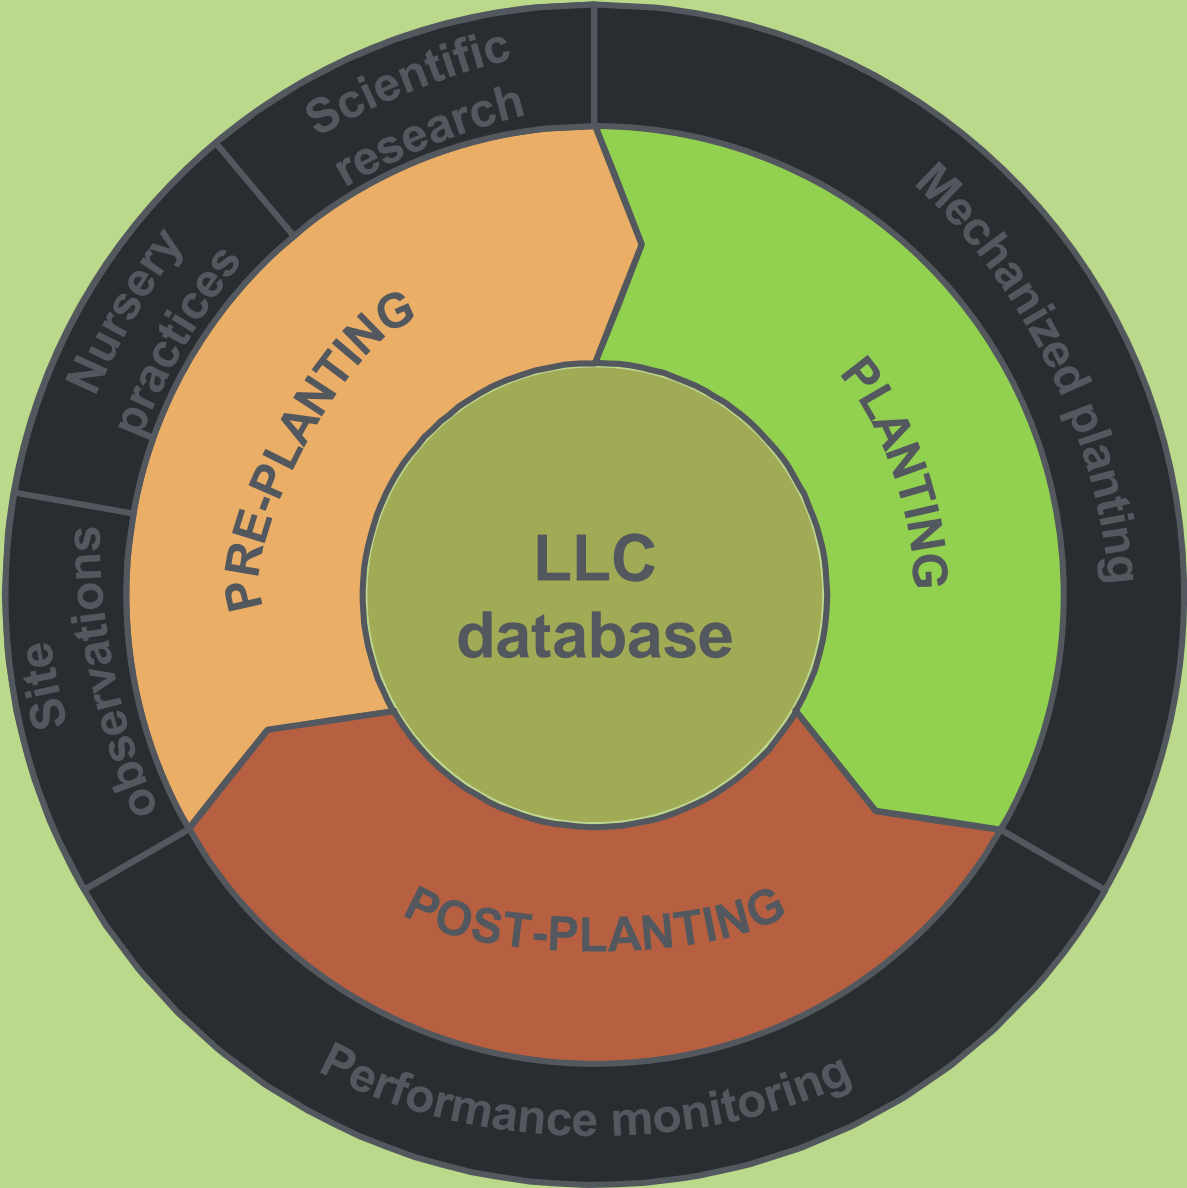 Scientific
research
Nursery
practices
Site
observations
Mechanized planting
Performance monitoring
PRE-PLANTING
PLANTING
POST-PLANTING
LLC
database